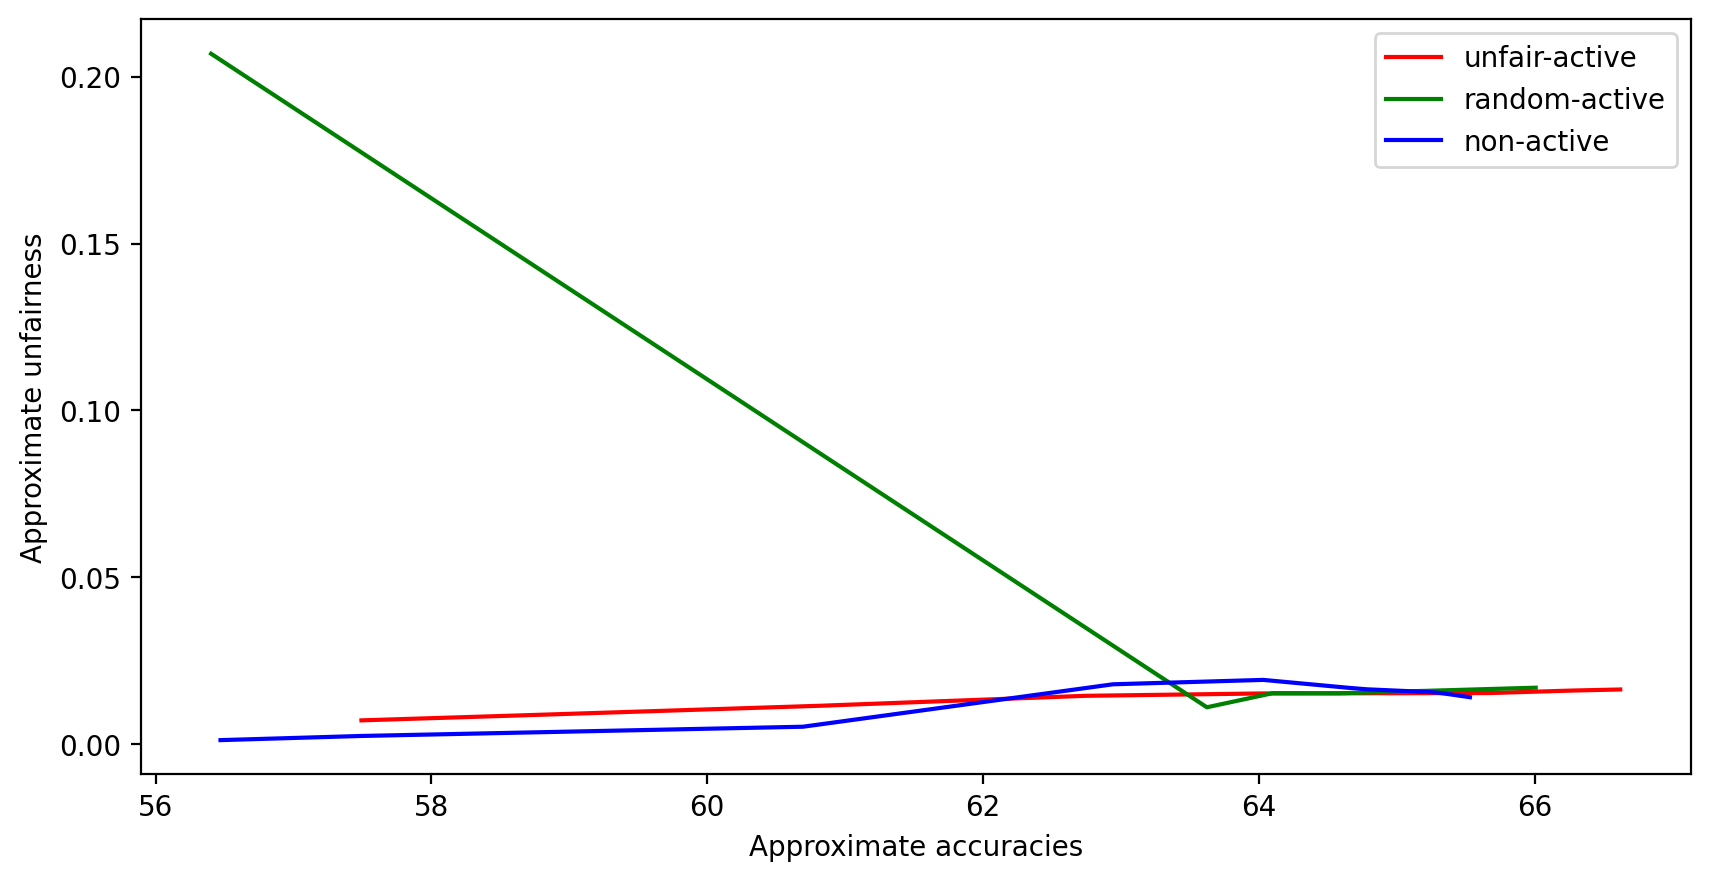 unfair-active
random-active
non-active
0.20
0.15
0.10
0.05
0.00
Approximate unfairness
56 58 60 62 64 66
Approximate accuracies